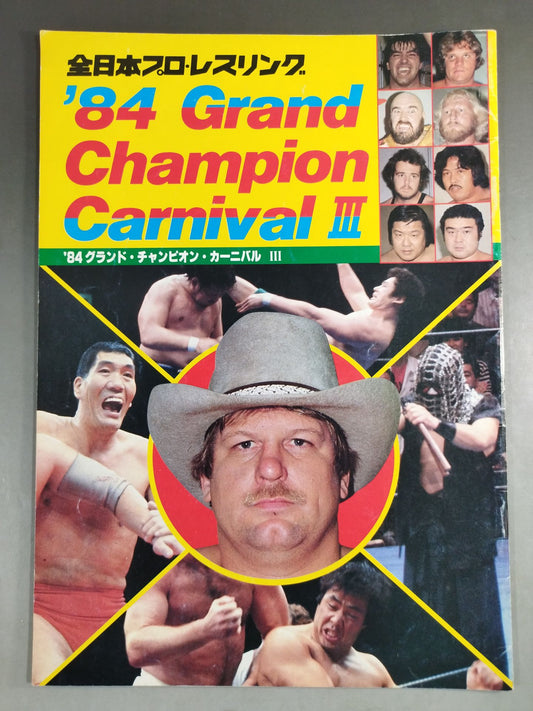 全日本プロ・レスリング
'84 Grand
Champion
Carnival III
'84 グランド・チャンピオン・カーニバル III